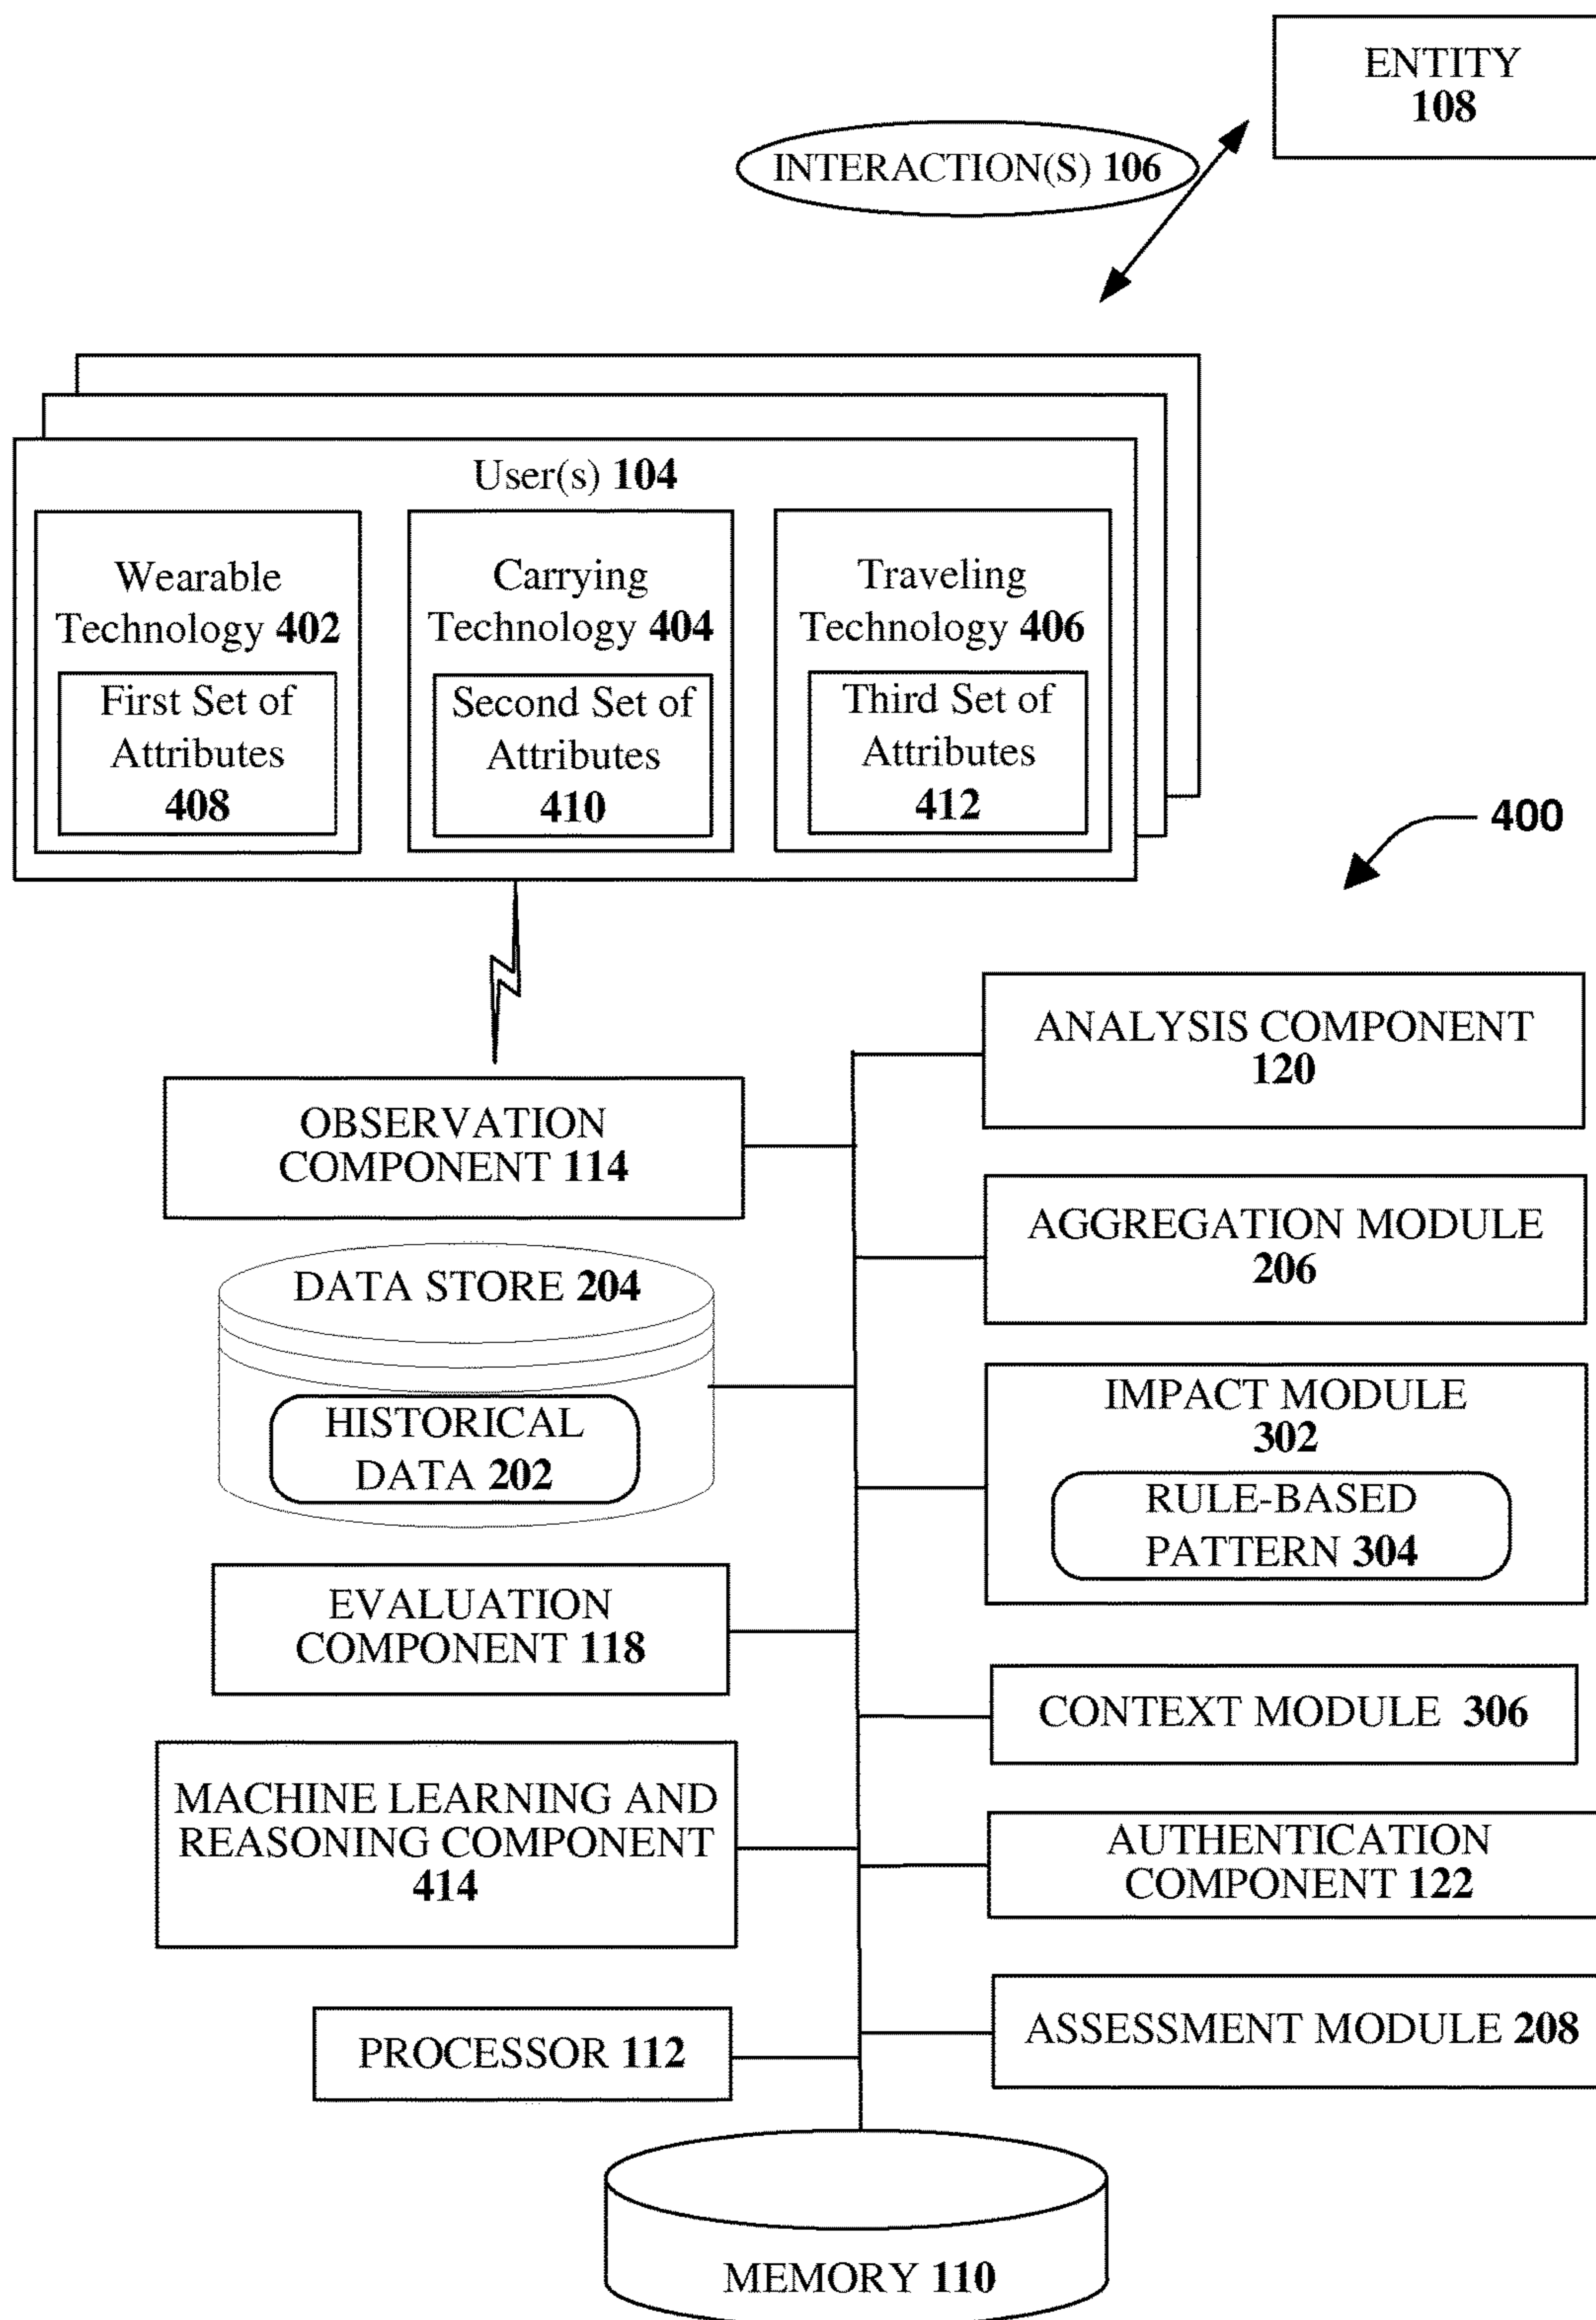 ENTITY
108
INTERACTION(S) 106
User(s) 104
Wearable
Technology 402
First Set of
Attributes
408
Carrying
Technology 404
Second Set of
Attributes
410
Traveling
Technology 406
Third Set of
Attributes
412
400
OBSERVATION
COMPONENT 114
DATA STORE 204
HISTORICAL
DATA 202
EVALUATION
COMPONENT 118
MACHINE LEARNING AND
REASONING COMPONENT
414
PROCESSOR 112
ANALYSIS COMPONENT
120
AGGREGATION MODULE
206
IMPACT MODULE
302
RULE-BASED
PATTERN 304
CONTEXT MODULE 306
AUTHENTICATION
COMPONENT 122
ASSESSMENT MODULE 208
MEMORY 110